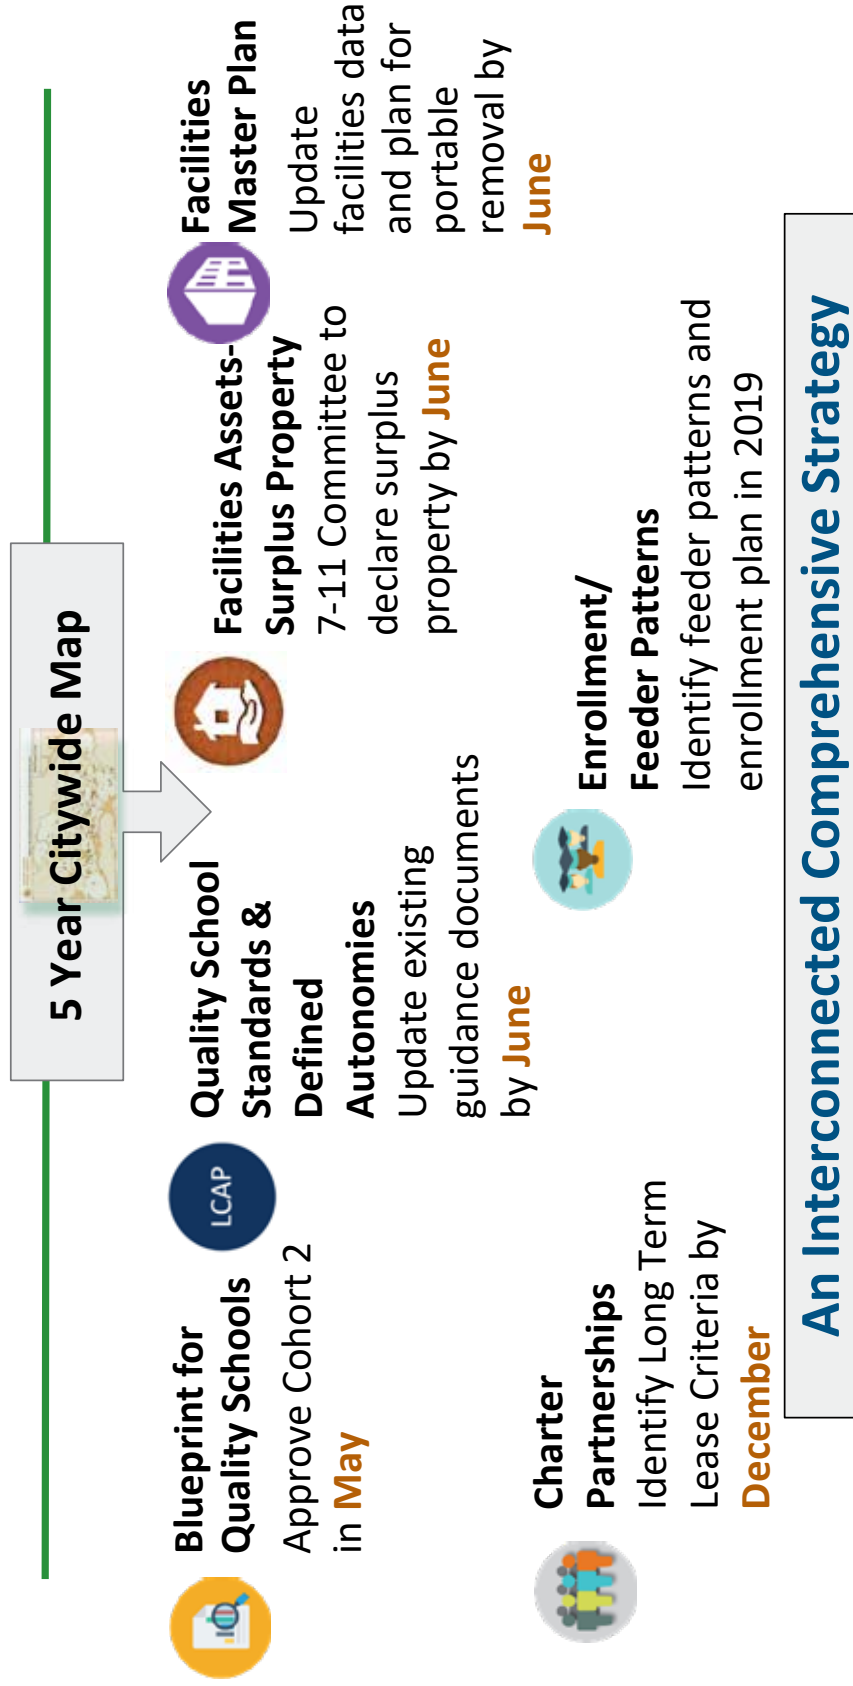 5 Year Citywide Map
Blueprint for
Quality Schools
Approve Cohort 2
in May
LCAP
Quality School
Standards &
Defined
Autonomies
Update existing
guidance documents
by June
Facilities Assets-
Surplus Property
7-11 Committee to
declare surplus
property by June
Facilities
Master Plan
Update
facilities data
and plan for
portable
removal by
June
Charter
Partnerships
Identify Long Term
Lease Criteria by
December
Enrollment/
Feeder Patterns
Identify feeder patterns and
enrollment plan in 2019
An Interconnected Comprehensive Strategy